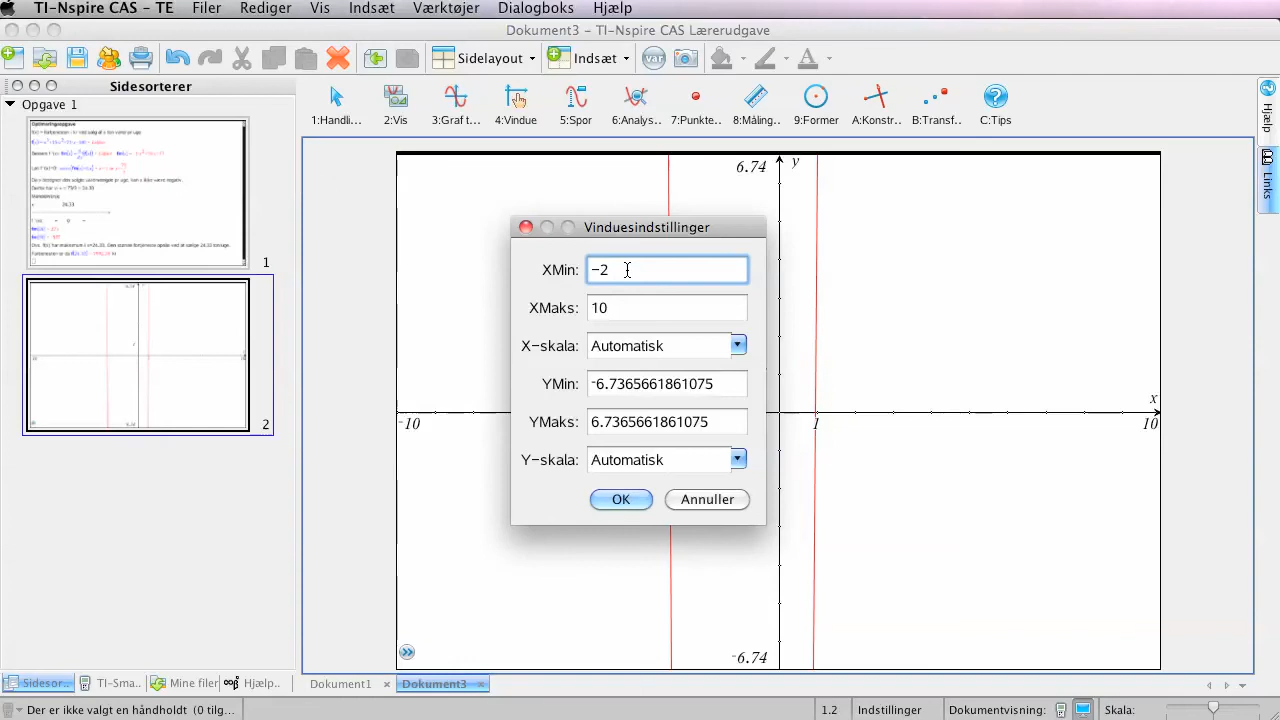 TI-Nspire CAS - TE Filer Rediger Vis Indsæt Værktøjer Dialogboks Hjælp
Dokument3 - TI-Nspire CAS Lærerudgave
Sidelayout Indsæt var A
Sidesorterer
Opgave 1
1:Handli... 2:Vis 3:Graf... 4:Vindue 5:Spor 6:Analys.. 7:Punkte.. 8:Måling 9:Former A:Konstr.. B:Transf.. C:Tips
Hjælp
Links
1
2
6.74 y
x
-10 1 10
-6.74
Vinduesindstillinger
XMin: −2
XMaks: 10
X-skala: Automatisk
YMin: -6.7365661861075
YMaks: 6.7365661861075
Y-skala: Automatisk
OK Annuller
Sidesor.. TI-Sma.. Mine filer Hjælp.. Dokument1 Dokument3
Der er ikke valgt en håndholdt (0 tilg... 1.2 Indstillinger Dokumentvisning: Skala: